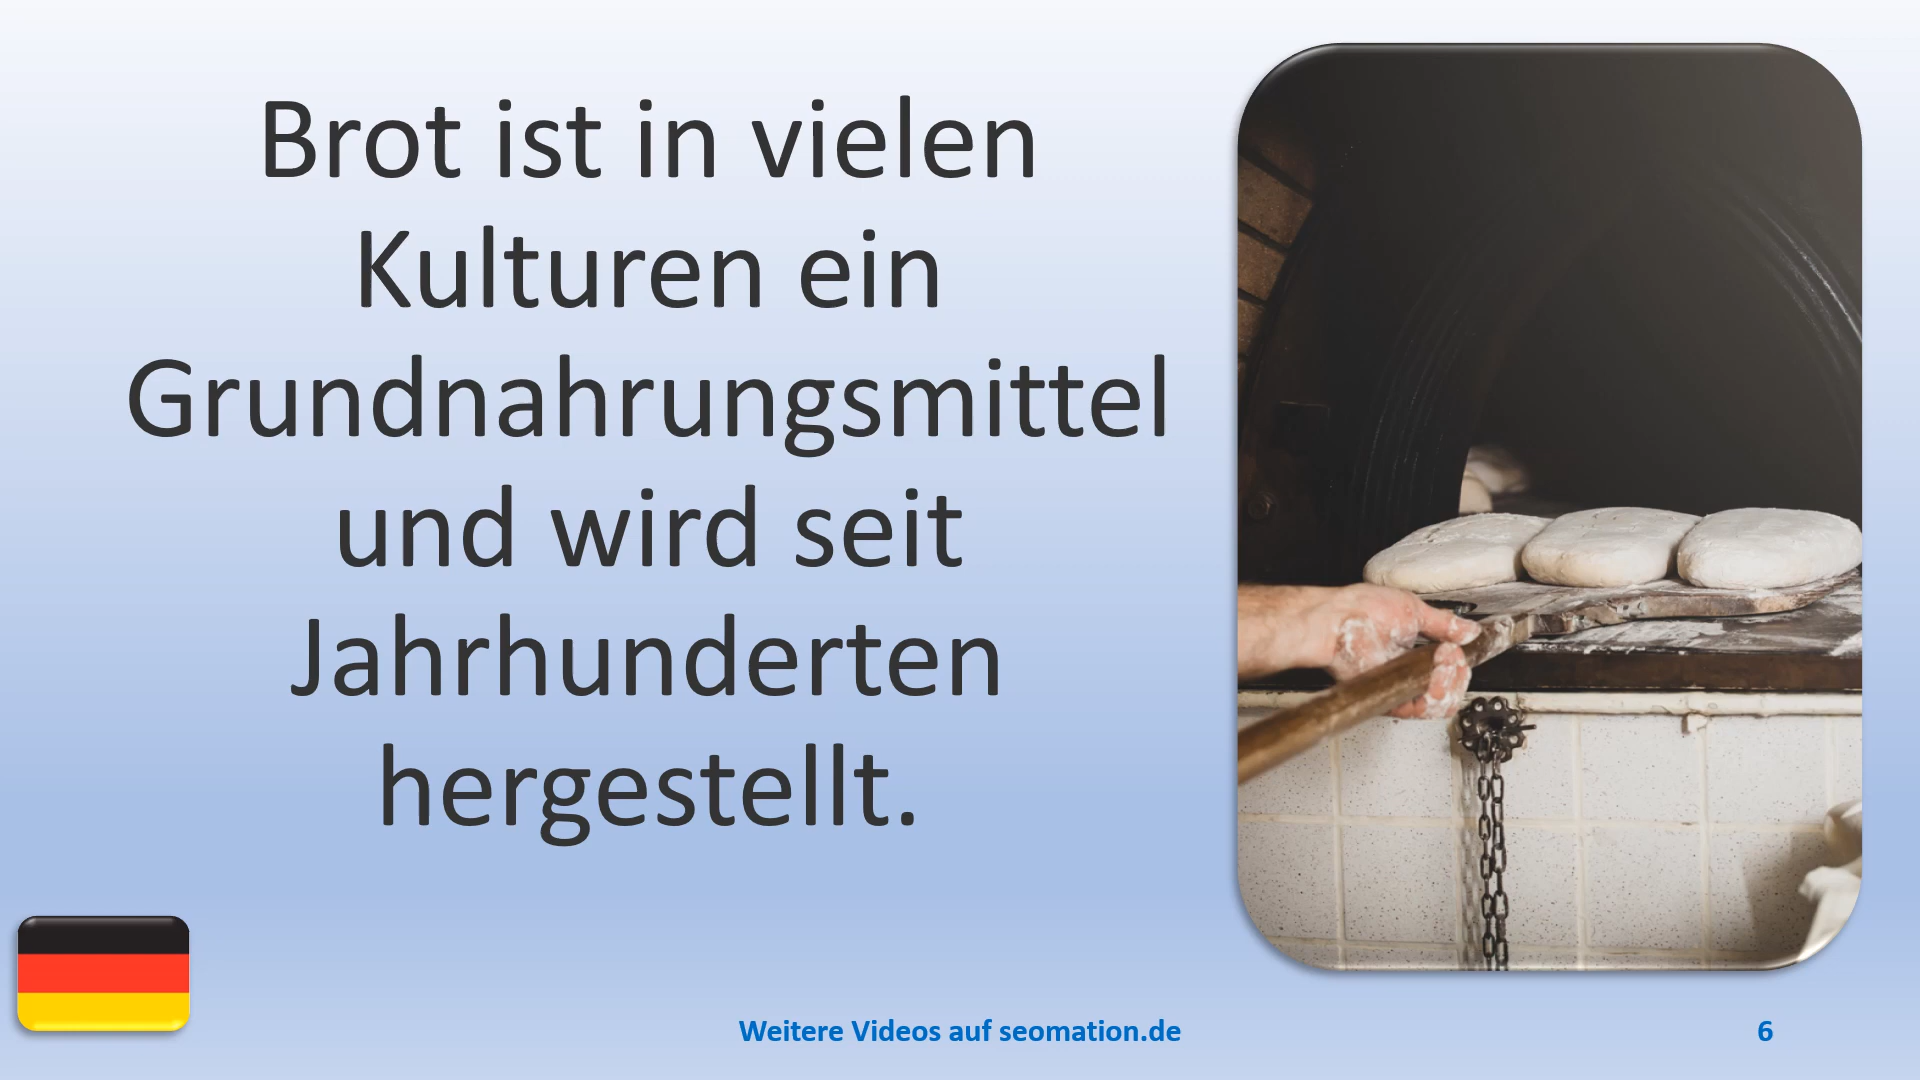 Brot ist in vielen
Kulturen ein
Grundnahrungsmittel
und wird seit
Jahrhunderten
hergestellt.
Weitere Videos auf seomation.de
6